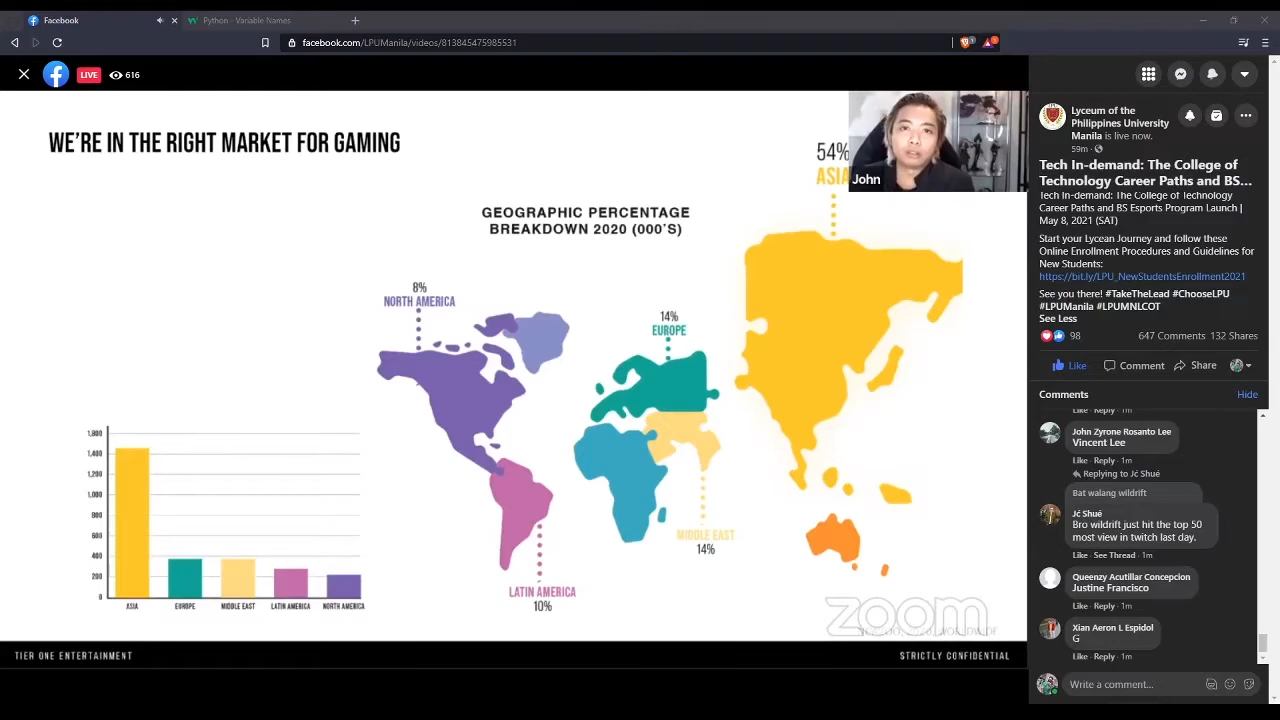 Facebook
Python - Variable Names
facebook.com/LPUManila/videos/813845475985531
LIVE 616
WE'RE IN THE RIGHT MARKET FOR GAMING
GEOGRAPHIC PERCENTAGE
BREAKDOWN 2020 (000'S)
54%
ASIA
John
8%
NORTH AMERICA
14%
EUROPE
MIDDLE EAST
14%
LATIN AMERICA
10%
1,400
1,200
1,000
800
600
400
200
0
ASIA
EUROPE
MIDDLE EAST
LATIN AMERICA
NORTH AMERICA
zoom
TIER ONE ENTERTAINMENT
STRICTLY CONFIDENTIAL
Lyceum of the
Philippines University
Manila is live now.
59m
Tech In-demand: The College of
Technology Career Paths and BS...
Tech In-demand: The College of Technology
Career Paths and BS Esports Program Launch |
May 8, 2021 (SAT)
Start your Lycean Journey and follow these
Online Enrollment Procedures and Guidelines for
New Students:
https://bit.ly/LPU_NewStudentsEnrollment2021
See you there! #TakeTheLead #ChooseLPU
#LPUManila #LPUMNLCOT
See Less
98
647 Comments 132 Shares
Like Comment Share
Comments Hide
Like · Reply · 1m
John Zyrone Rosanto Lee
Vincent Lee
Like · Reply · 1m
Replying to Jć Shué
Bat walang wildrift
Jć Shué
Bro wildrift just hit the top 50
most view in twitch last day.
Like · See Thread · 1m
Queenzy Acutillar Concepcion
Justine Francisco
Like · Reply · 1m
Xian Aeron L Espidol
G
Like · Reply · 1m
Write a comment...